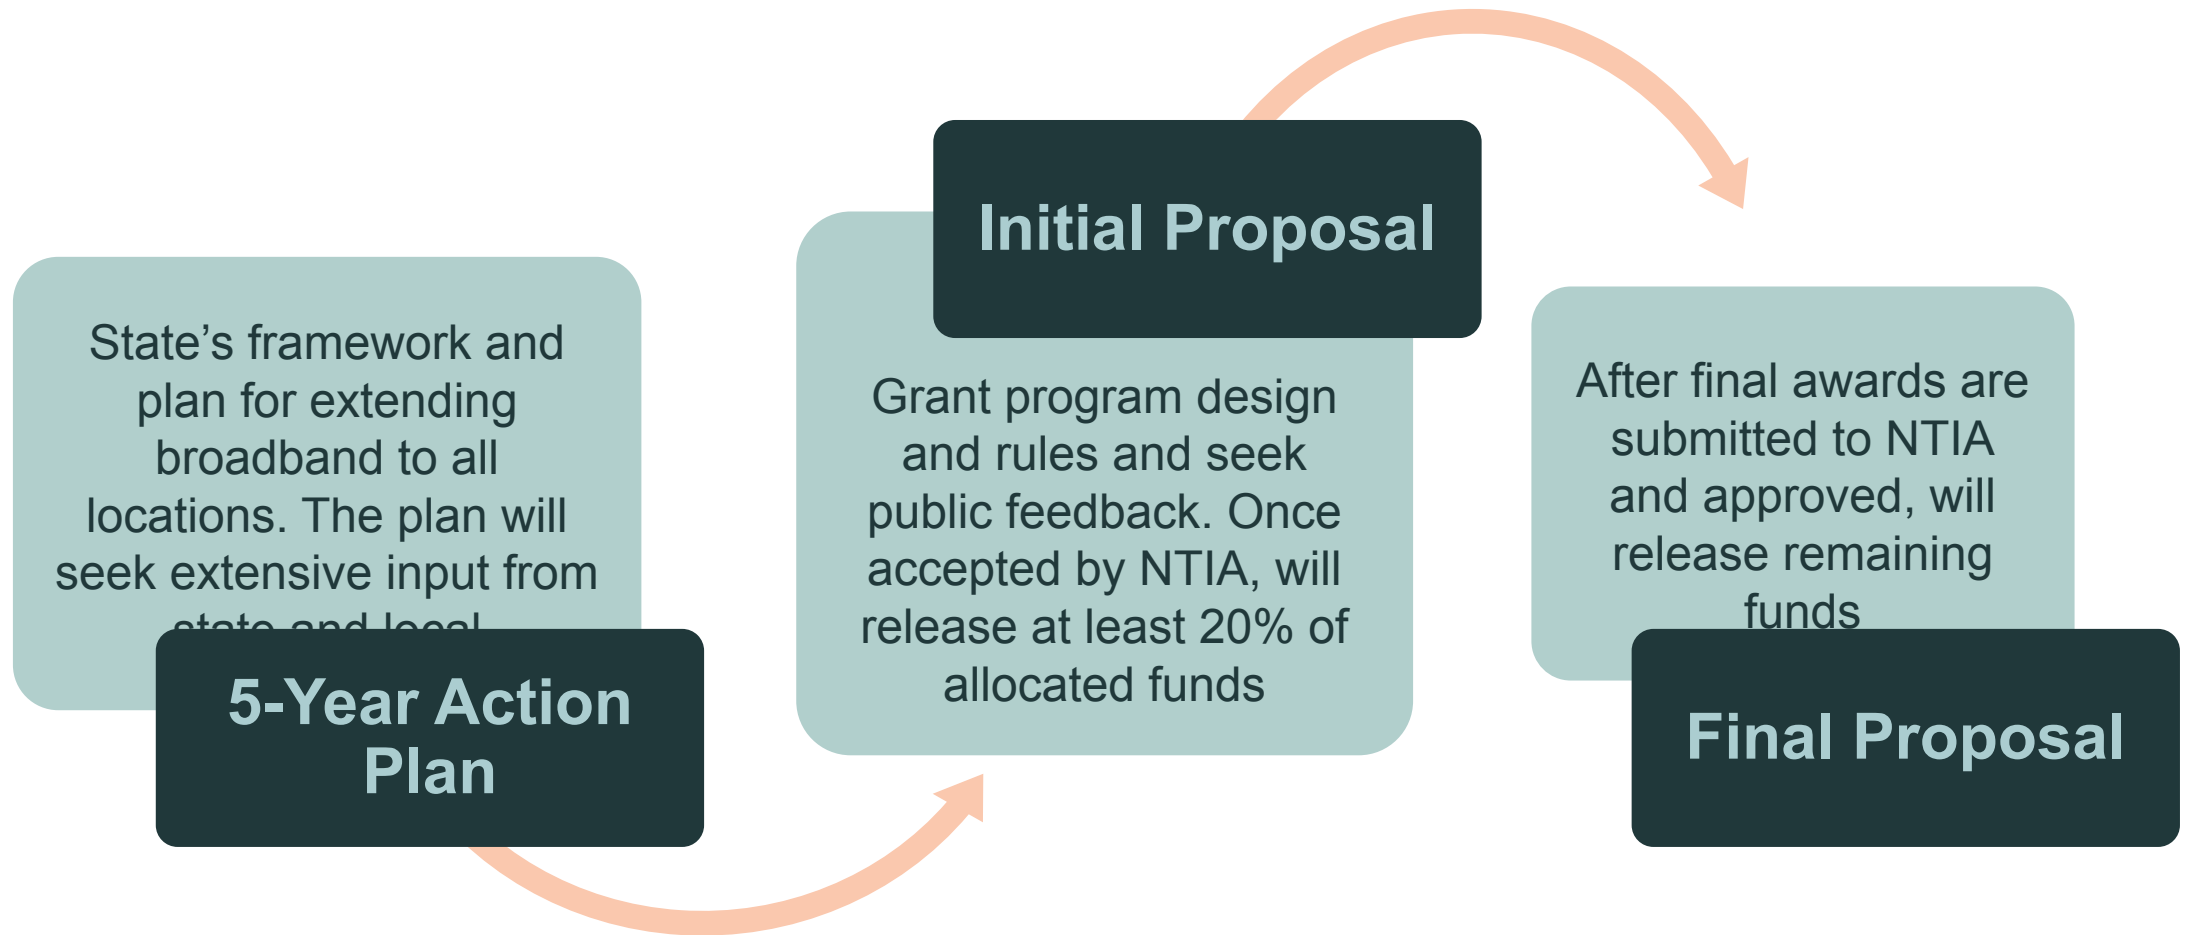 State’s framework and
plan for extending
broadband to all
locations. The plan will
seek extensive input from
state and local
5-Year Action
Plan
Initial Proposal
Grant program design
and rules and seek
public feedback. Once
accepted by NTIA, will
release at least 20% of
allocated funds
After final awards are
submitted to NTIA
and approved, will
release remaining
funds
Final Proposal